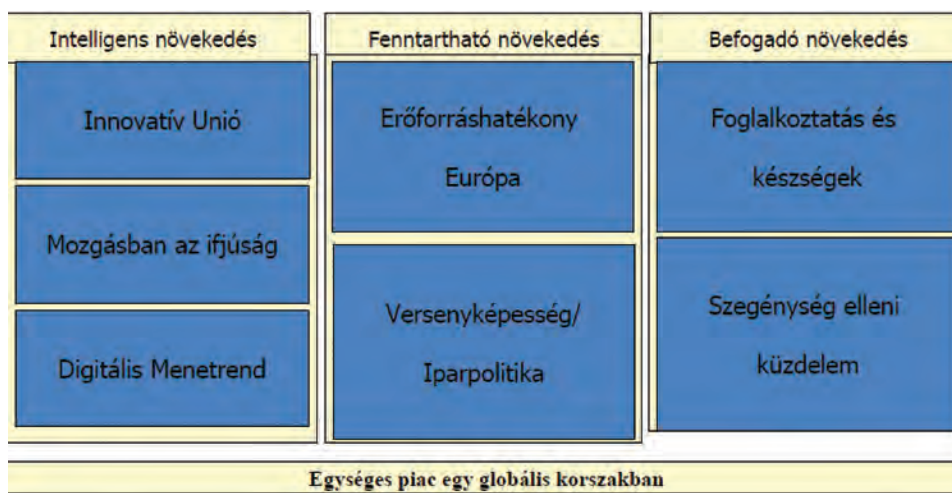 Intelligens növekedés
Innovatív Unió
Mozgásban az ifjúság
Digitális Menetrend
Fenntartható növekedés
Erőforráshatékony
Európa
Versenyképesség/
Iparpolitika
Befogadó növekedés
Foglalkoztatás és
készségek
Szegénység elleni
küzdelem
Egységes piac egy globális korszakban